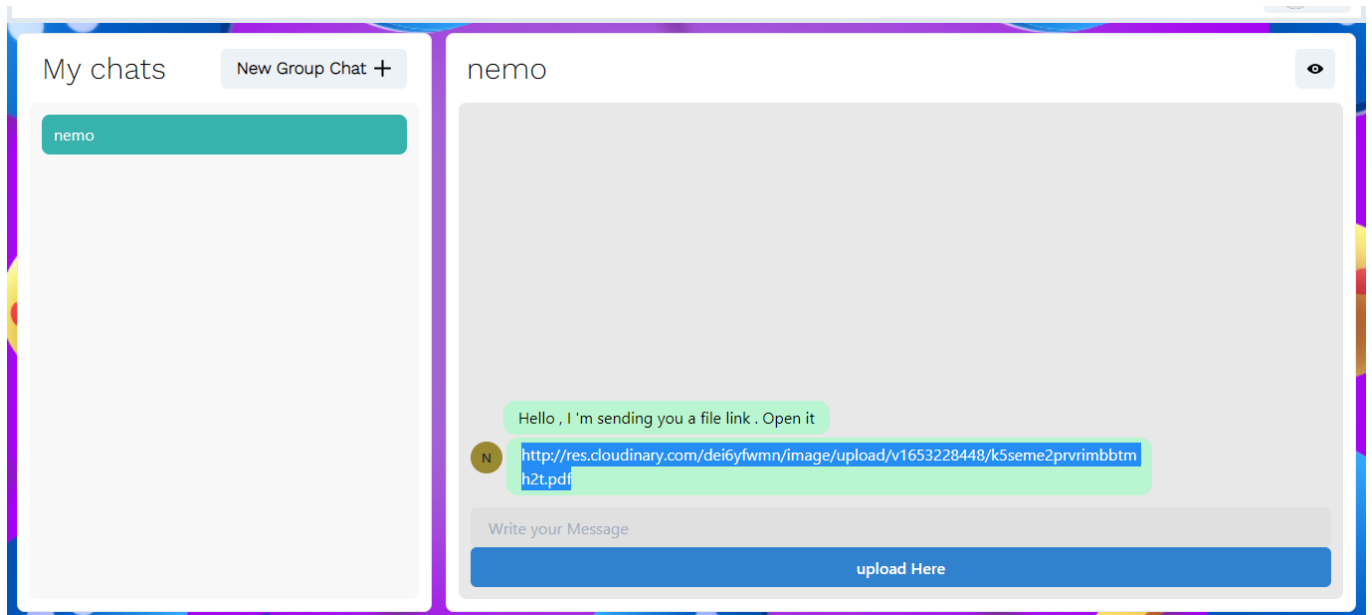 My chats
New Group Chat +
nemo
nemo
Hello , I 'm sending you a file link . Open it
N
http://res.cloudinary.com/dei6yfwmn/image/upload/v1653228448/k5seme2prvrimbbtm
h2t.pdf
Write your Message
upload Here